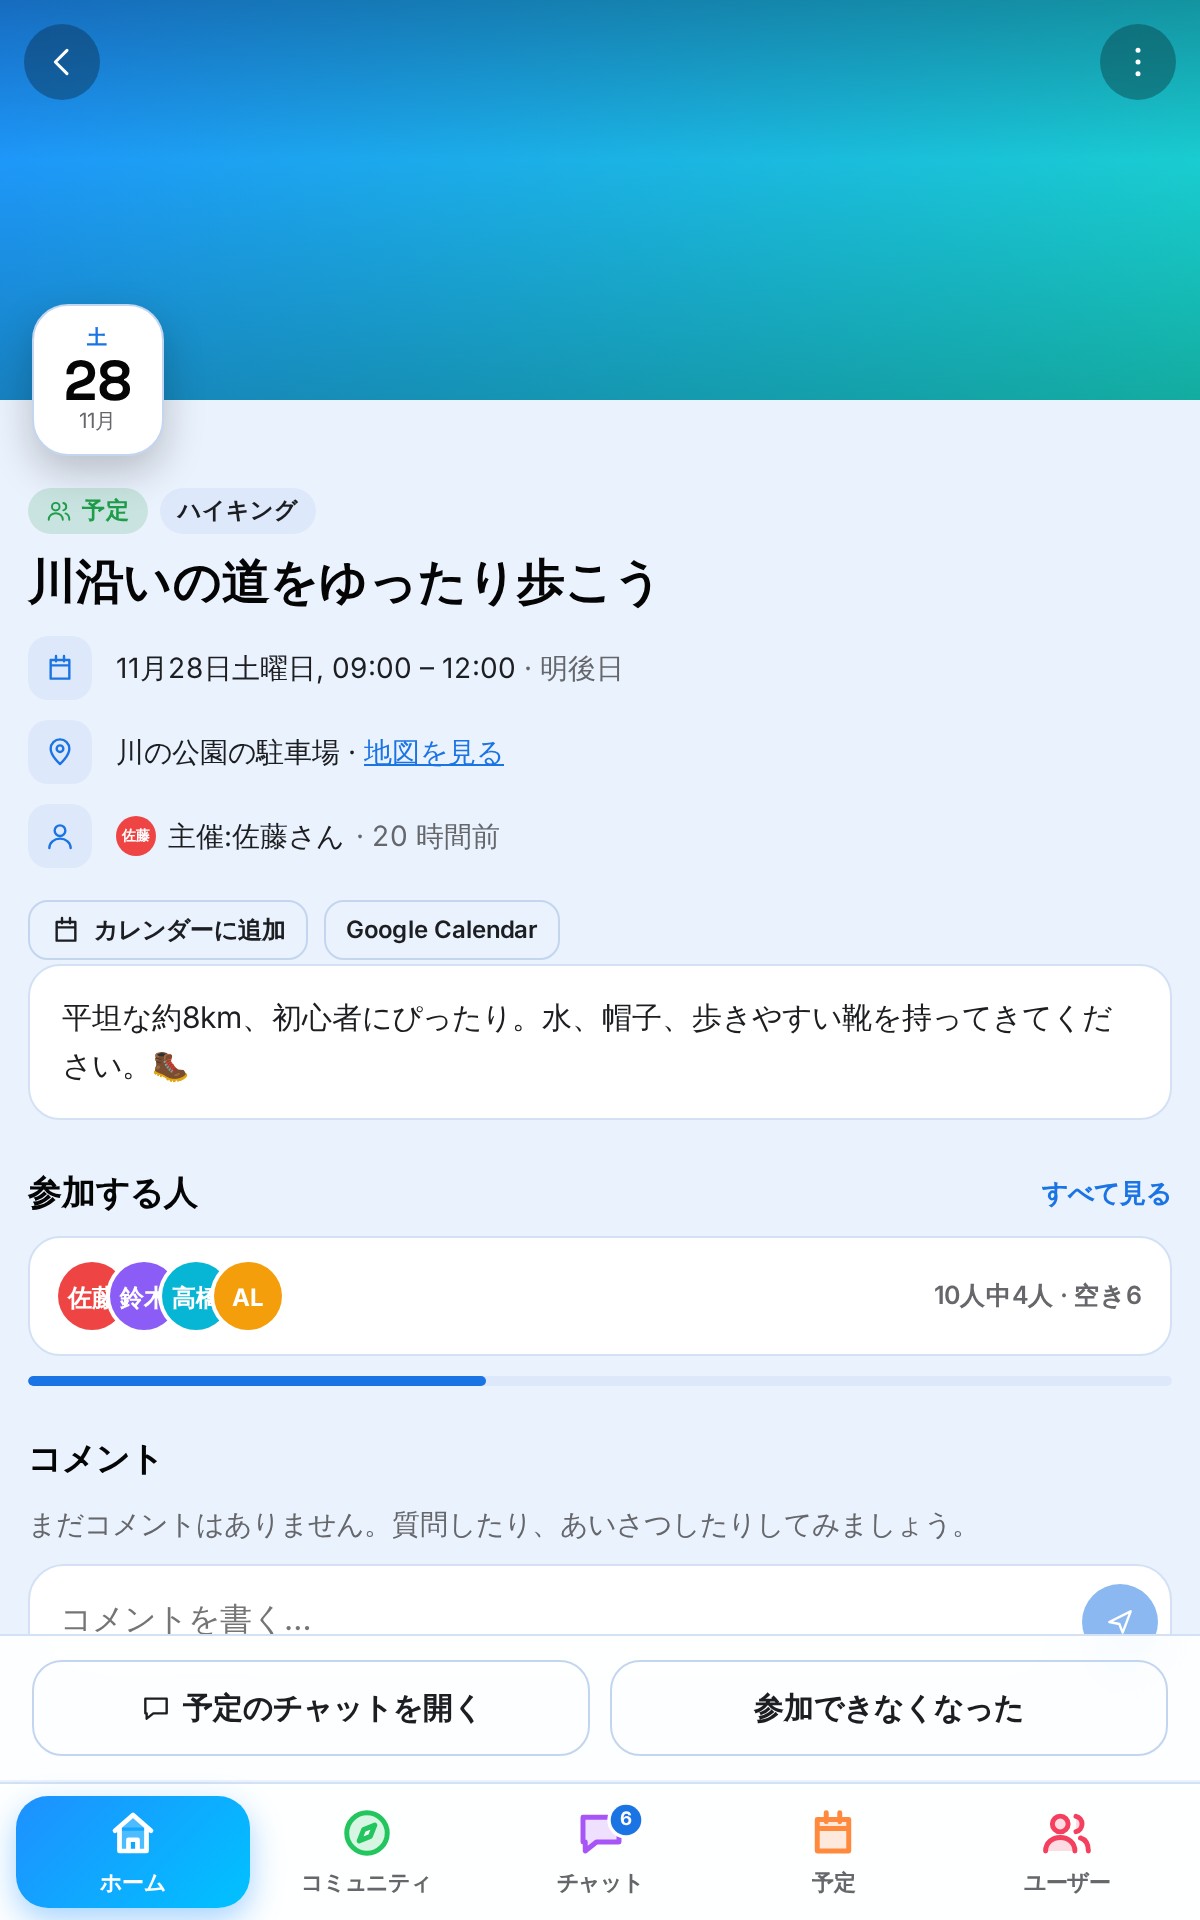 土
28
11月
予定
ハイキング
川沿いの道をゆったり歩こう
11月28日土曜日, 09:00 – 12:00 · 明後日
川の公園の駐車場 · 地図を見る
佐藤 主催:佐藤さん · 20 時間前
カレンダーに追加
Google Calendar
平坦な約8km、初心者にぴったり。水、帽子、歩きやすい靴を持ってきてくだ
さい。🥾
参加する人
すべて見る
佐藤 鈴木 高橋 AL
10人中4人 · 空き6
コメント
まだコメントはありません。質問したり、あいさつしたりしてみましょう。
コメントを書く...
予定のチャットを開く
参加できなくなった
6
ホーム
コミュニティ
チャット
予定
ユーザー